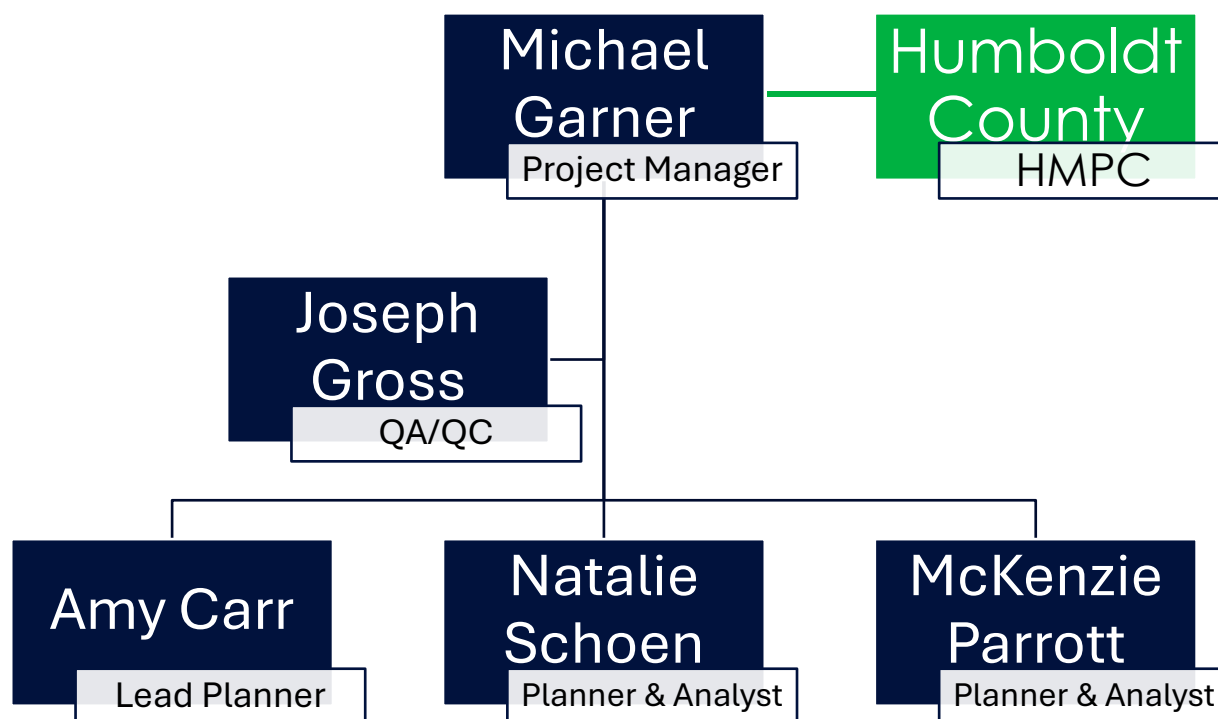 Michael
Garner
Project Manager
Humboldt
County
HMPC
Joseph
Gross
QA/QC
Amy Carr
Lead Planner
Natalie
Schoen
Planner & Analyst
McKenzie
Parrott
Planner & Analyst